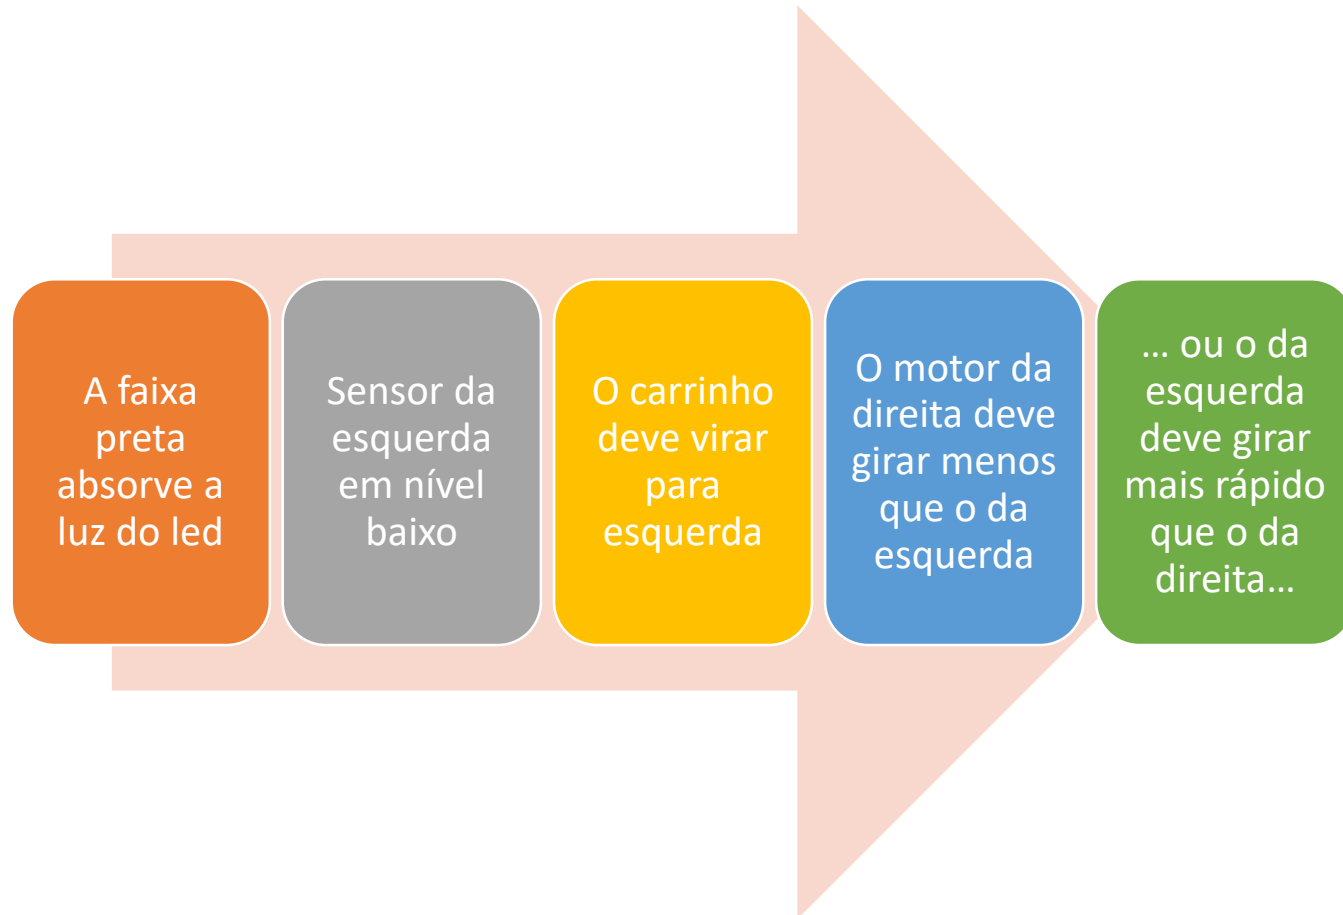 A faixa
preta
absorve a
luz do led
Sensor da
esquerda
em nível
baixo
O carrinho
deve virar
para
esquerda
O motor da
direita deve
girar menos
que o da
esquerda
... ou o da
esquerda
deve girar
mais rápido
que o da
direita...